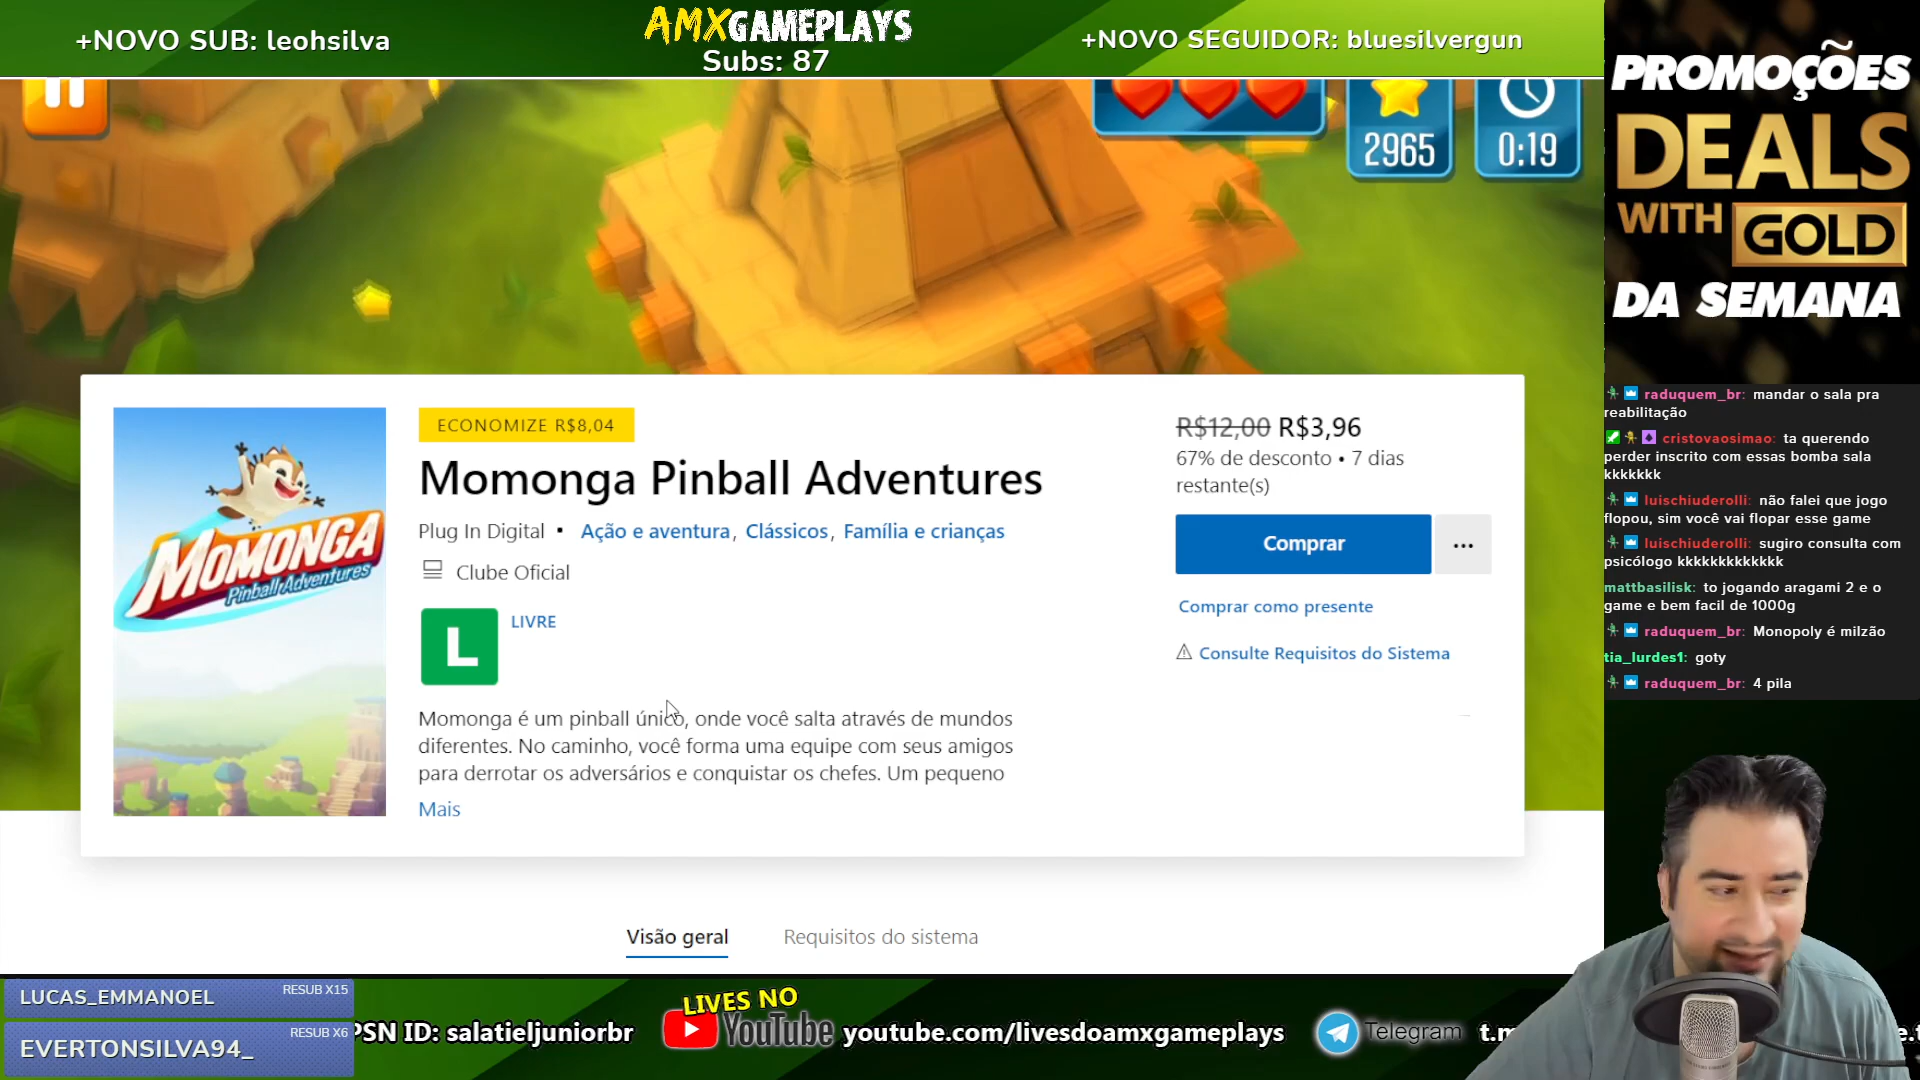 +NOVO SUB: leohsilva
AMXGAMEPLAYS
Subs: 87
+NOVO SEGUIDOR: bluesilvergun
2965
0:19
ECONOMIZE R$8,04
Momonga Pinball Adventures
Plug In Digital • Ação e aventura, Clássicos, Família e crianças
Clube Oficial
L
LIVRE
Momonga é um pinball único, onde você salta através de mundos
diferentes. No caminho, você forma uma equipe com seus amigos
para derrotar os adversários e conquistar os chefes. Um pequeno
Mais
MOMONGA
Pinball Adventures
R$12,00 R$3,96
67% de desconto • 7 dias
restante(s)
Comprar
...
Comprar como presente
Consulte Requisitos do Sistema
Visão geral
Requisitos do sistema
PROMOÇÕES
DEALS
WITH GOLD
DA SEMANA
raduquem_br: mandar o sala pra
reabilitação
cristovaosimao: ta querendo
perder inscrito com essas bomba sala
kkkkkkk
luischiuderolli: não falei que jogo
flopou, sim você vai flopar esse game
luischiuderolli: sugiro consulta com
psicólogo kkkkkkkkkkkkk
mattbasilisk: to jogando aragami 2 e o
game e bem facil de 1000g
raduquem_br: Monopoly é milzão
tia_lurdes1: goty
raduquem_br: 4 pila
LUCAS_EMMANOEL
RESUB X15
EVERTONSILVA94_
RESUB X6
PSN ID: salatieljuniorbr
LIVES NO
YouTube
youtube.com/livesdoamxgameplays
Telegram